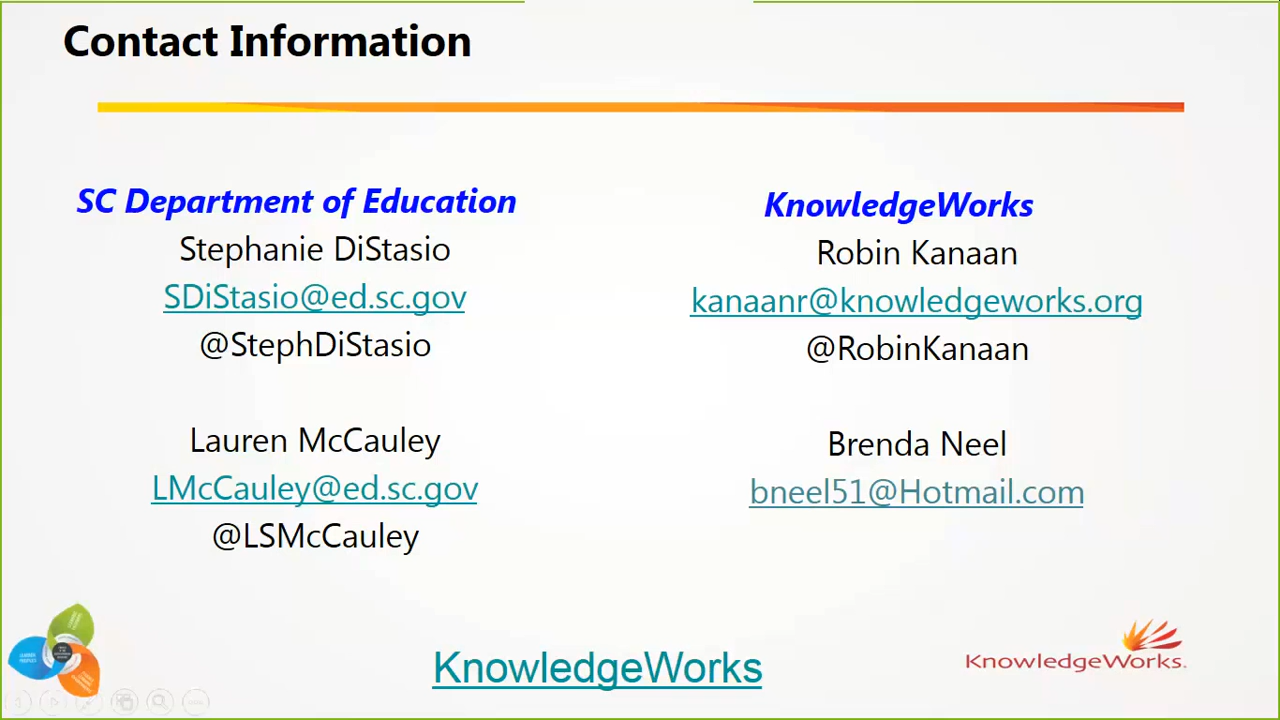 Contact Information
SC Department of Education
Stephanie DiStasio
SDiStasio@ed.sc.gov
@StephDiStasio
Lauren McCauley
LMcCauley@ed.sc.gov
@LSMcCauley
KnowledgeWorks
Robin Kanaan
kanaanr@knowledgeworks.org
@RobinKanaan
Brenda Neel
bneel51@Hotmail.com
KnowledgeWorks
KnowledgeWorks.